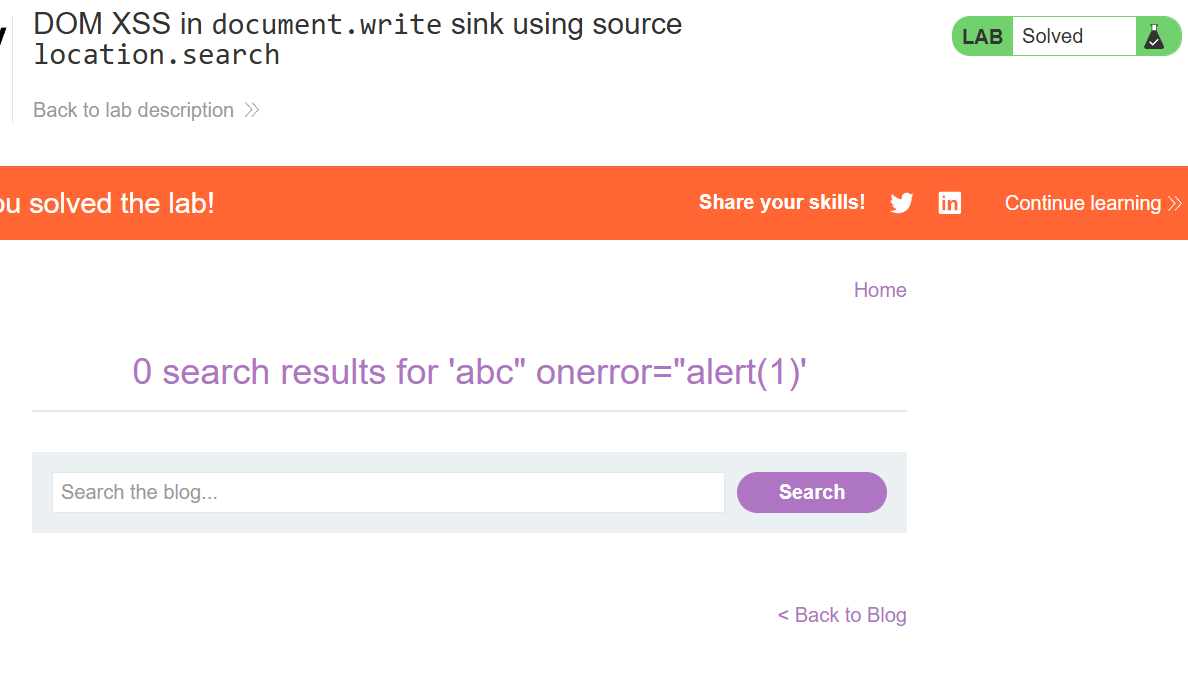 DOM XSS in document.write sink using source
location.search
LAB Solved
Back to lab description
ou solved the lab!
Share your skills!
Continue learning
Home
0 search results for 'abc" onerror="alert(1)'
Search the blog...
Search
< Back to Blog